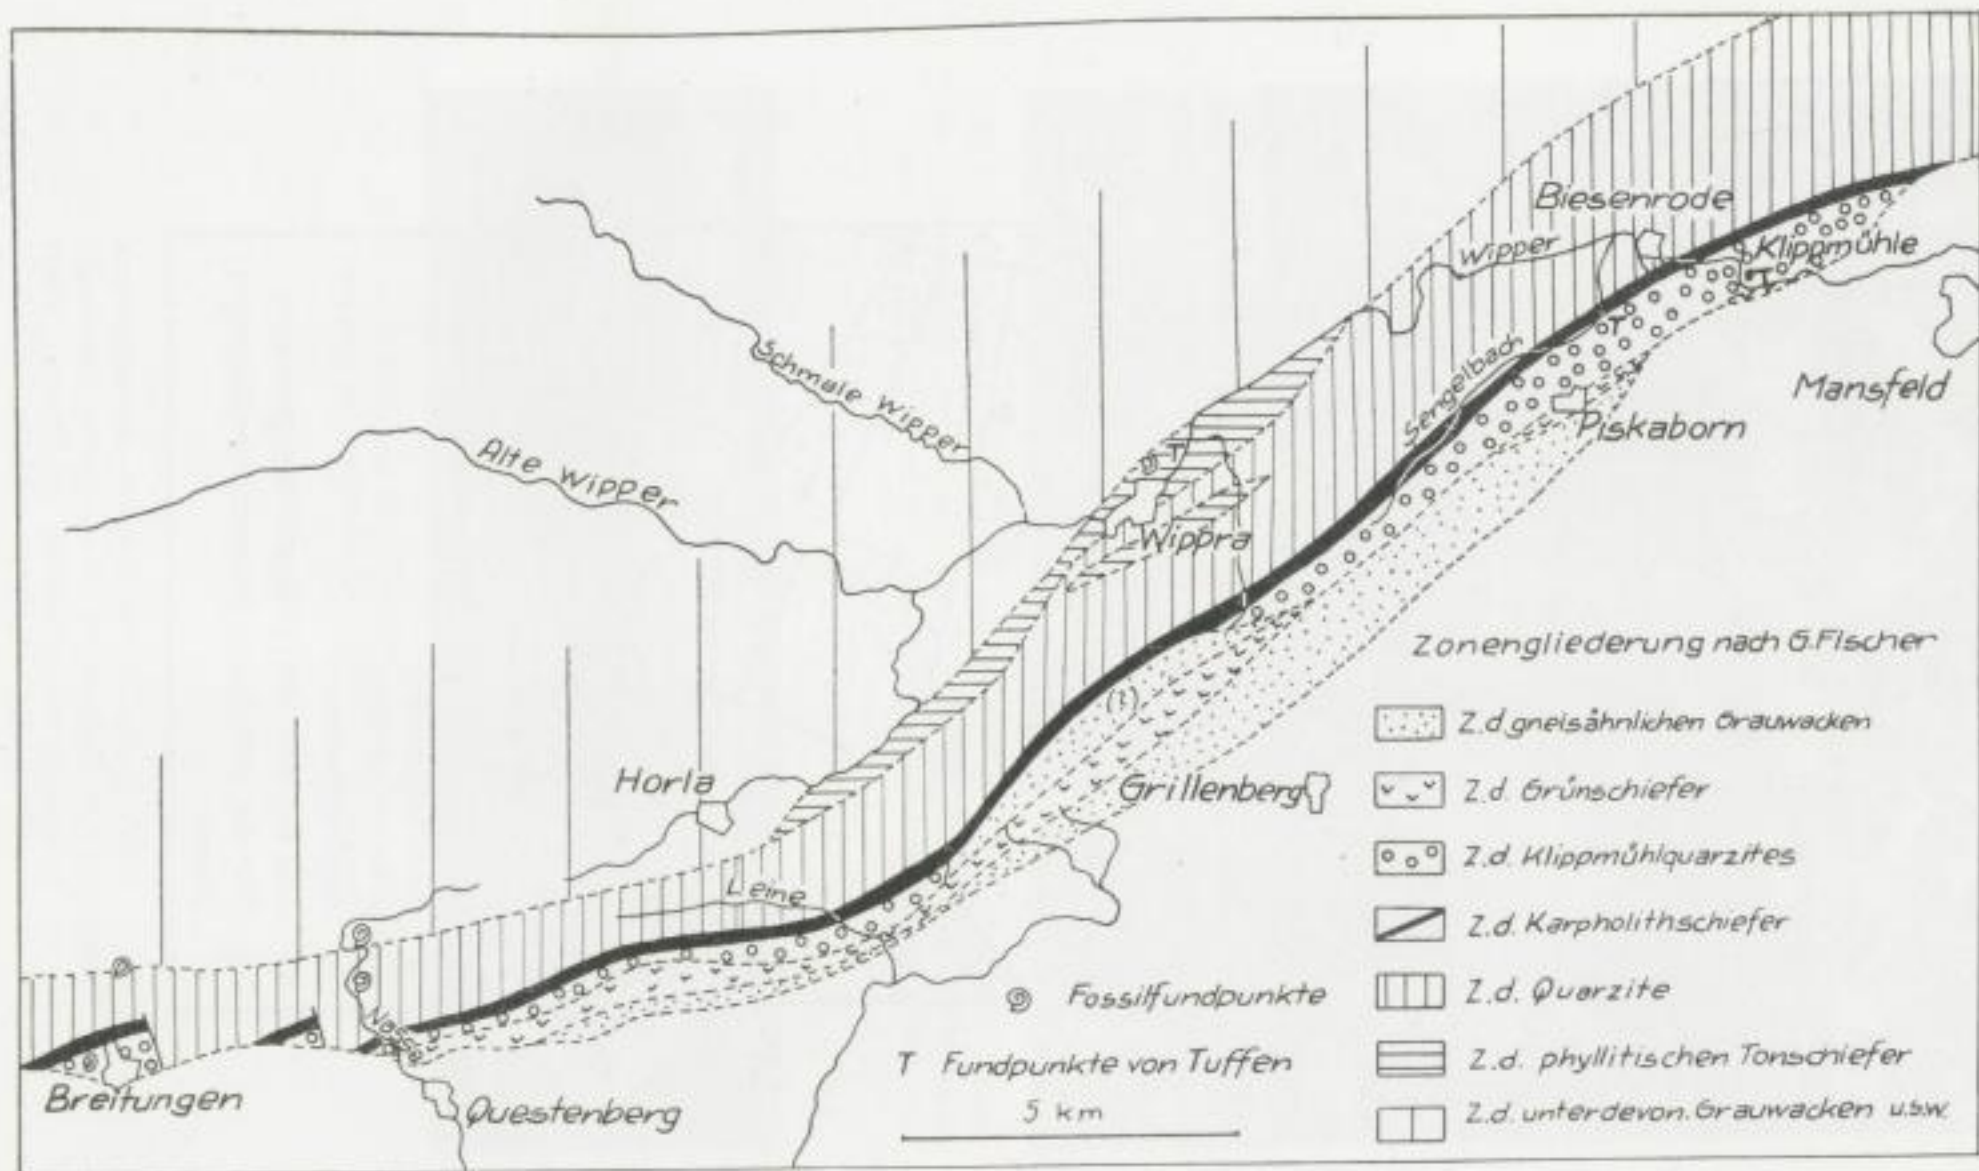 Biesenrode
Wipper
Klippmühle
T
Schmale Wipper
Sengelbach
T
Mansfeld
Piskaborn
Alte Wipper
T
Wippra
Zonengliederung nach G. Fischer
Z.d. gneisähnlichen Grauwacken
Horla
Grillenberg
Z.d. Grünschiefer
Z.d. Klippmühlquarzites
Leine
Z.d. Karpholithschiefer
Fossilfundpunkte
Z.d. Quarzite
Nasse
T Fundpunkte von Tuffen
Z.d. phyllitischen Tonschiefer
Breitungen
Questenberg
5 km
Z.d. unterdevon. Grauwacken u.s.w.